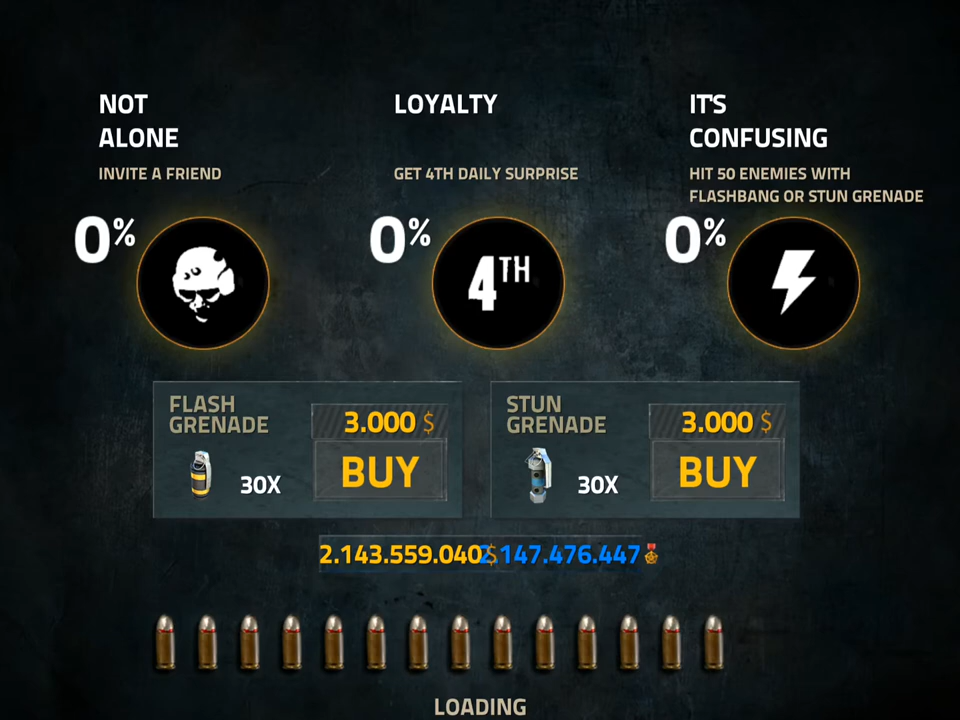 NOT
ALONE
INVITE A FRIEND
0%
LOYALTY
GET 4TH DAILY SURPRISE
0%
4TH
IT'S
CONFUSING
HIT 50 ENEMIES WITH
FLASHBANG OR STUN GRENADE
0%
FLASH
GRENADE
3.000 $
30X
BUY
STUN
GRENADE
3.000 $
30X
BUY
2.143.559.040$
2.147.476.447
LOADING